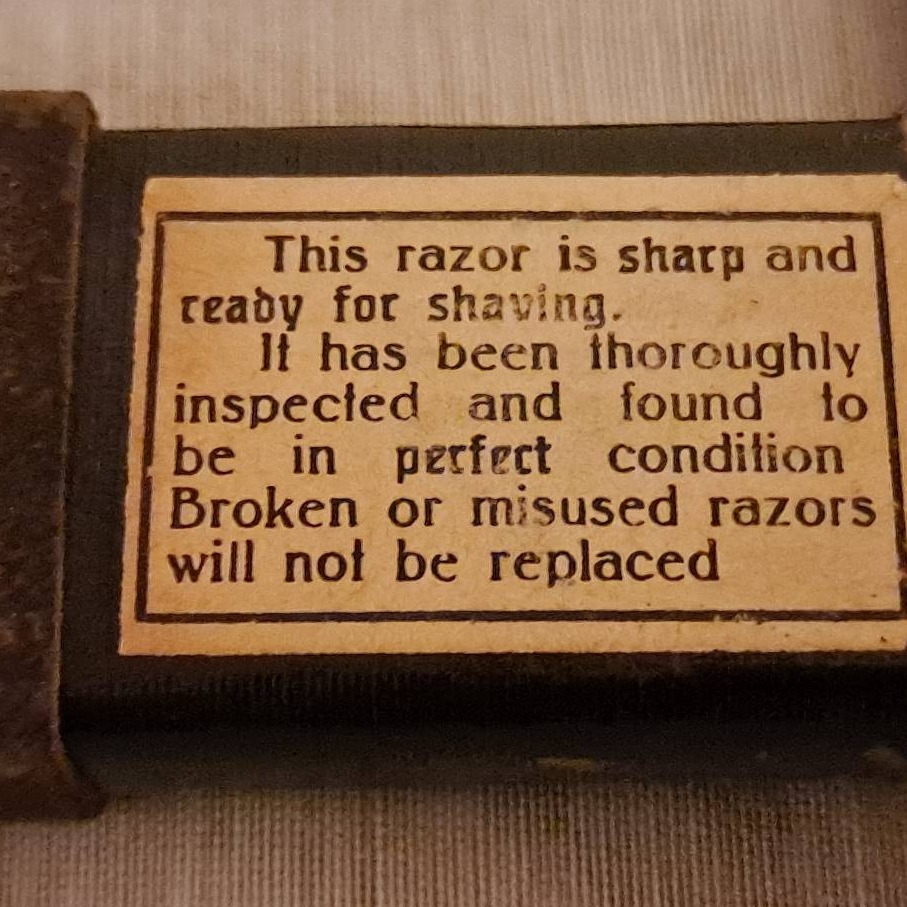 This razor is sharp and
ready for shaving.
It has been thoroughly
inspected and found to
be in perfect condition
Broken or misused razors
will not be replaced